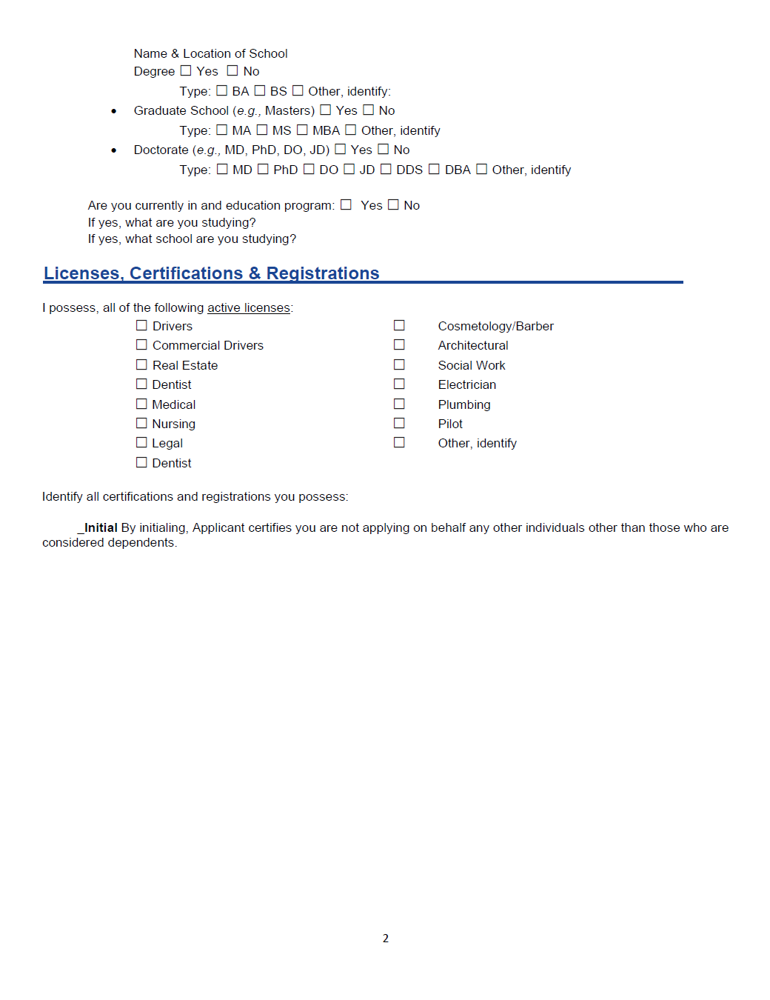 Name & Location of School
Degree ☐ Yes ☐ No
Type: ☐ BA ☐ BS ☐ Other, identify:
• Graduate School (e.g., Masters) ☐ Yes ☐ No
Type: ☐ MA ☐ MS ☐ MBA ☐ Other, identify
• Doctorate (e.g., MD, PhD, DO, JD) ☐ Yes ☐ No
Type: ☐ MD ☐ PhD ☐ DO ☐ JD ☐ DDS ☐ DBA ☐ Other, identify
Are you currently in and education program: ☐ Yes ☐ No
If yes, what are you studying?
If yes, what school are you studying?
Licenses, Certifications & Registrations
I possess, all of the following active licenses:
☐ Drivers ☐ Cosmetology/Barber
☐ Commercial Drivers ☐ Architectural
☐ Real Estate ☐ Social Work
☐ Dentist ☐ Electrician
☐ Medical ☐ Plumbing
☐ Nursing ☐ Pilot
☐ Legal ☐ Other, identify
☐ Dentist
Identify all certifications and registrations you possess:
_Initial By initialing, Applicant certifies you are not applying on behalf any other individuals other than those who are
considered dependents.
2